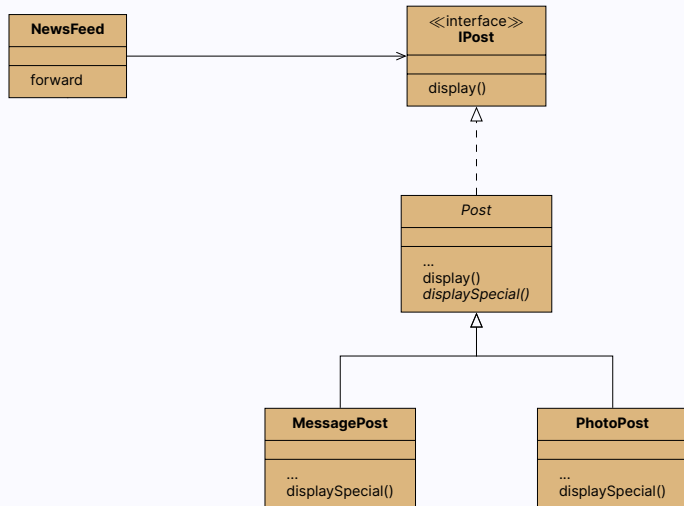 NewsFeed
forward
≪interface≫
IPost
display()
Post
...
display()
displaySpecial()
MessagePost
...
displaySpecial()
PhotoPost
...
displaySpecial()